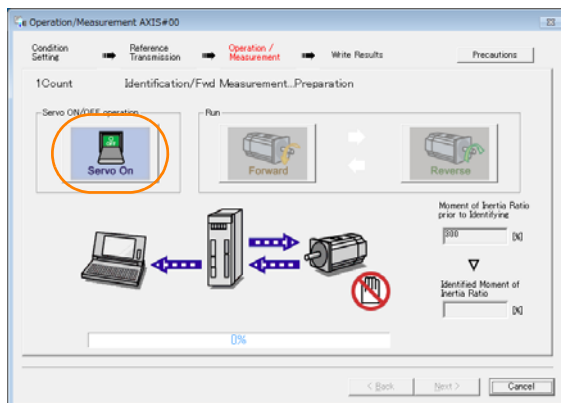 Operation/Measurement AXIS#00
Condition Setting
Reference Transmission
Operation / Measurement
Write Results
Precautions
1Count
Identification/Fwd Measurement...Preparation
Servo ON/OFF operation
Run
Servo On
Forward
Reverse
Moment of Inertia Ratio
prior to Identifying
300 [%]
Identified Moment of
Inertia Ratio
[%]
0%
< Back
Next >
Cancel